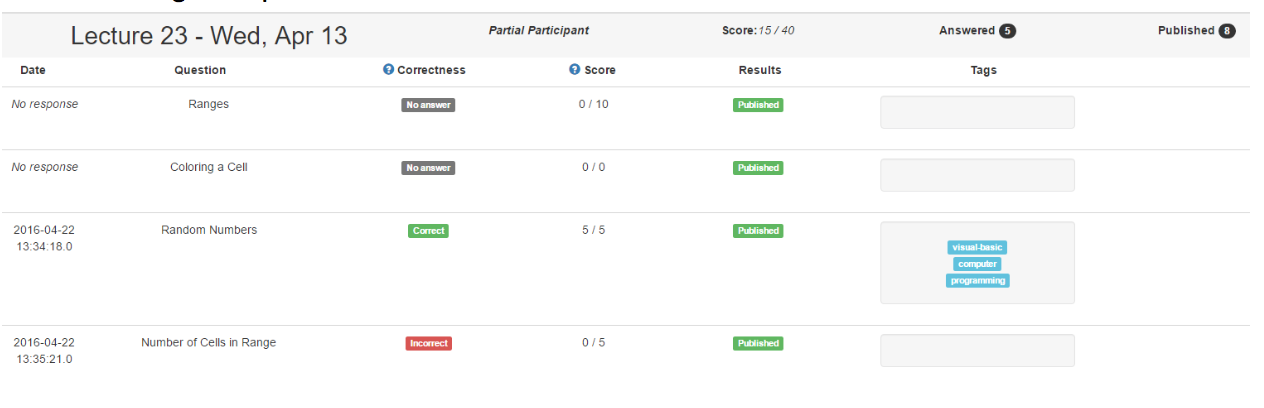 Lecture 23 - Wed, Apr 13 Partial Participant Score: 15 / 40 Answered 5 Published 8
Date Question Correctness Score Results Tags
No response Ranges No answer 0 / 10 Published
No response Coloring a Cell No answer 0 / 0 Published
2016-04-22 Random Numbers Correct 5 / 5 Published
13:34:18.0
visual-basic
computer
programming
2016-04-22 Number of Cells in Range Incorrect 0 / 5 Published
13:35:21.0